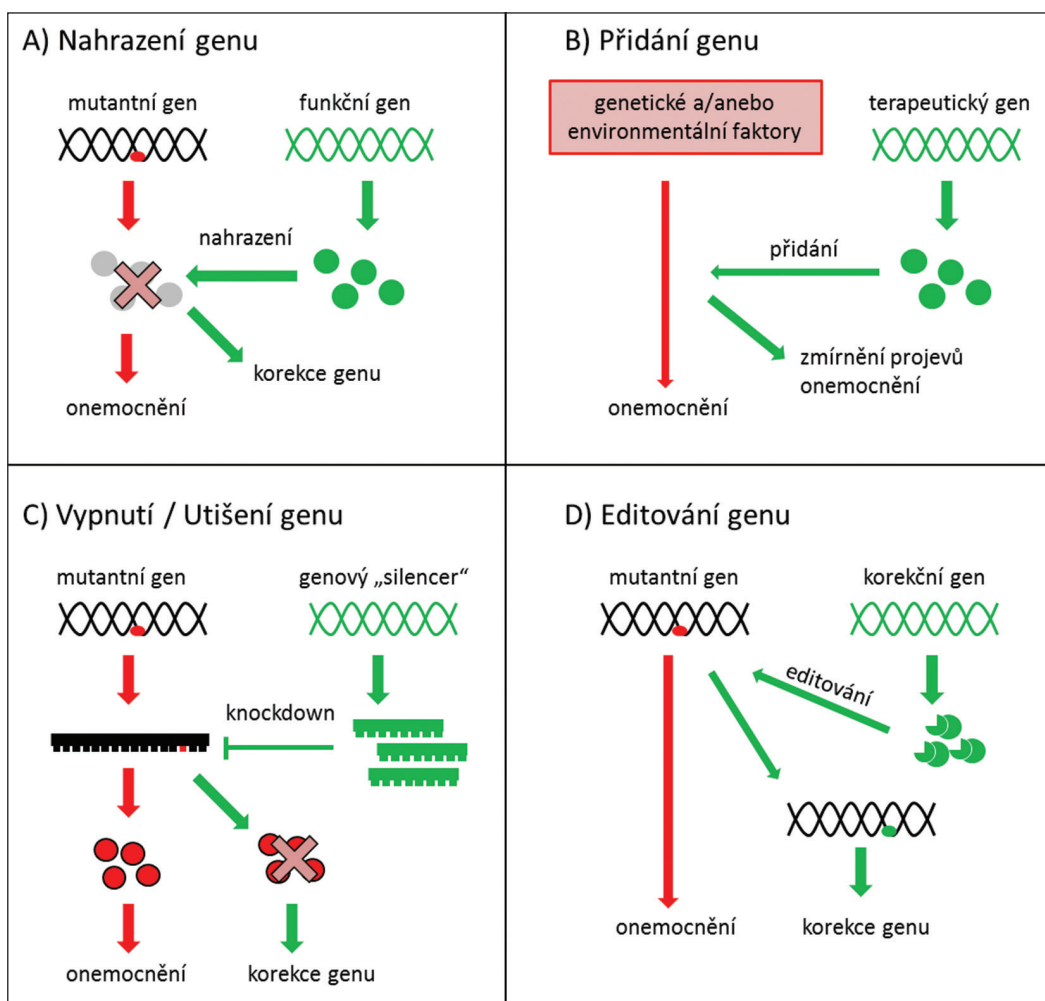 A) Nahrazení genu
mutantní gen
funkční gen
nahrazení
korekce genu
onemocnění
B) Přidání genu
genetické a/anebo
environmentální faktory
terapeutický gen
přidání
zmírnění projevů
onemocnění
onemocnění
C) Vypnutí / Utišení genu
mutantní gen
genový „silencer“
knockdown
onemocnění
korekce genu
D) Editování genu
mutantní gen
korekční gen
editování
onemocnění
korekce genu